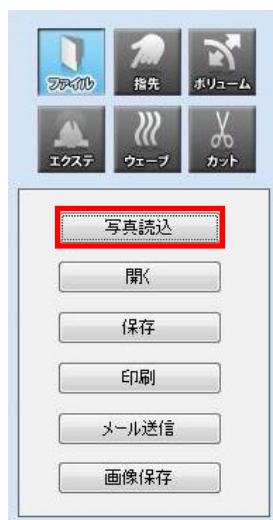 ファイル 指先 ボリューム
エクステ ウェーブ カット
写真読込
開く
保存
印刷
メール送信
画像保存